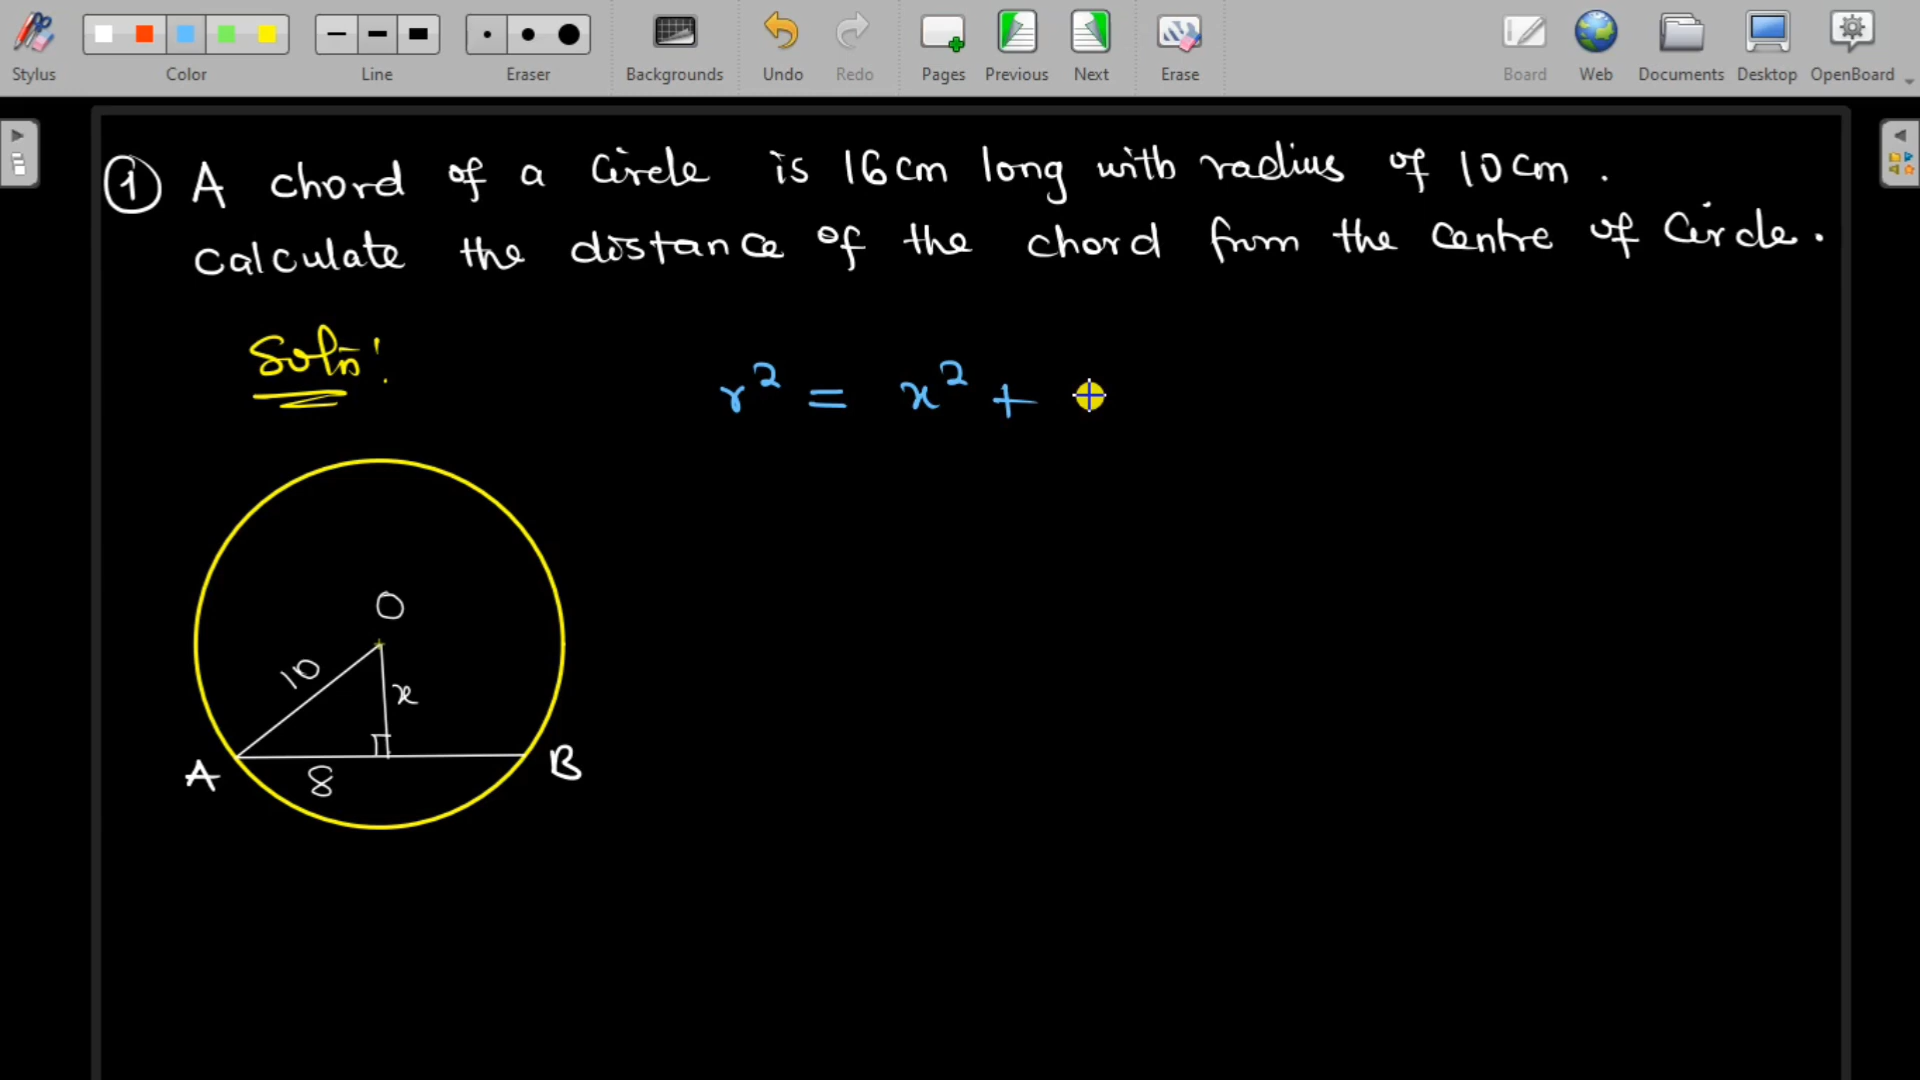 Stylus Color Line Eraser Backgrounds Undo Redo Pages Previous Next Erase Board Web Documents Desktop OpenBoard
① A chord of a Circle is 16cm long with radius of 10cm.
calculate the distance of the chord from the centre of Circle.
Soln:
r² = x² +
O
10
x
A
8
B